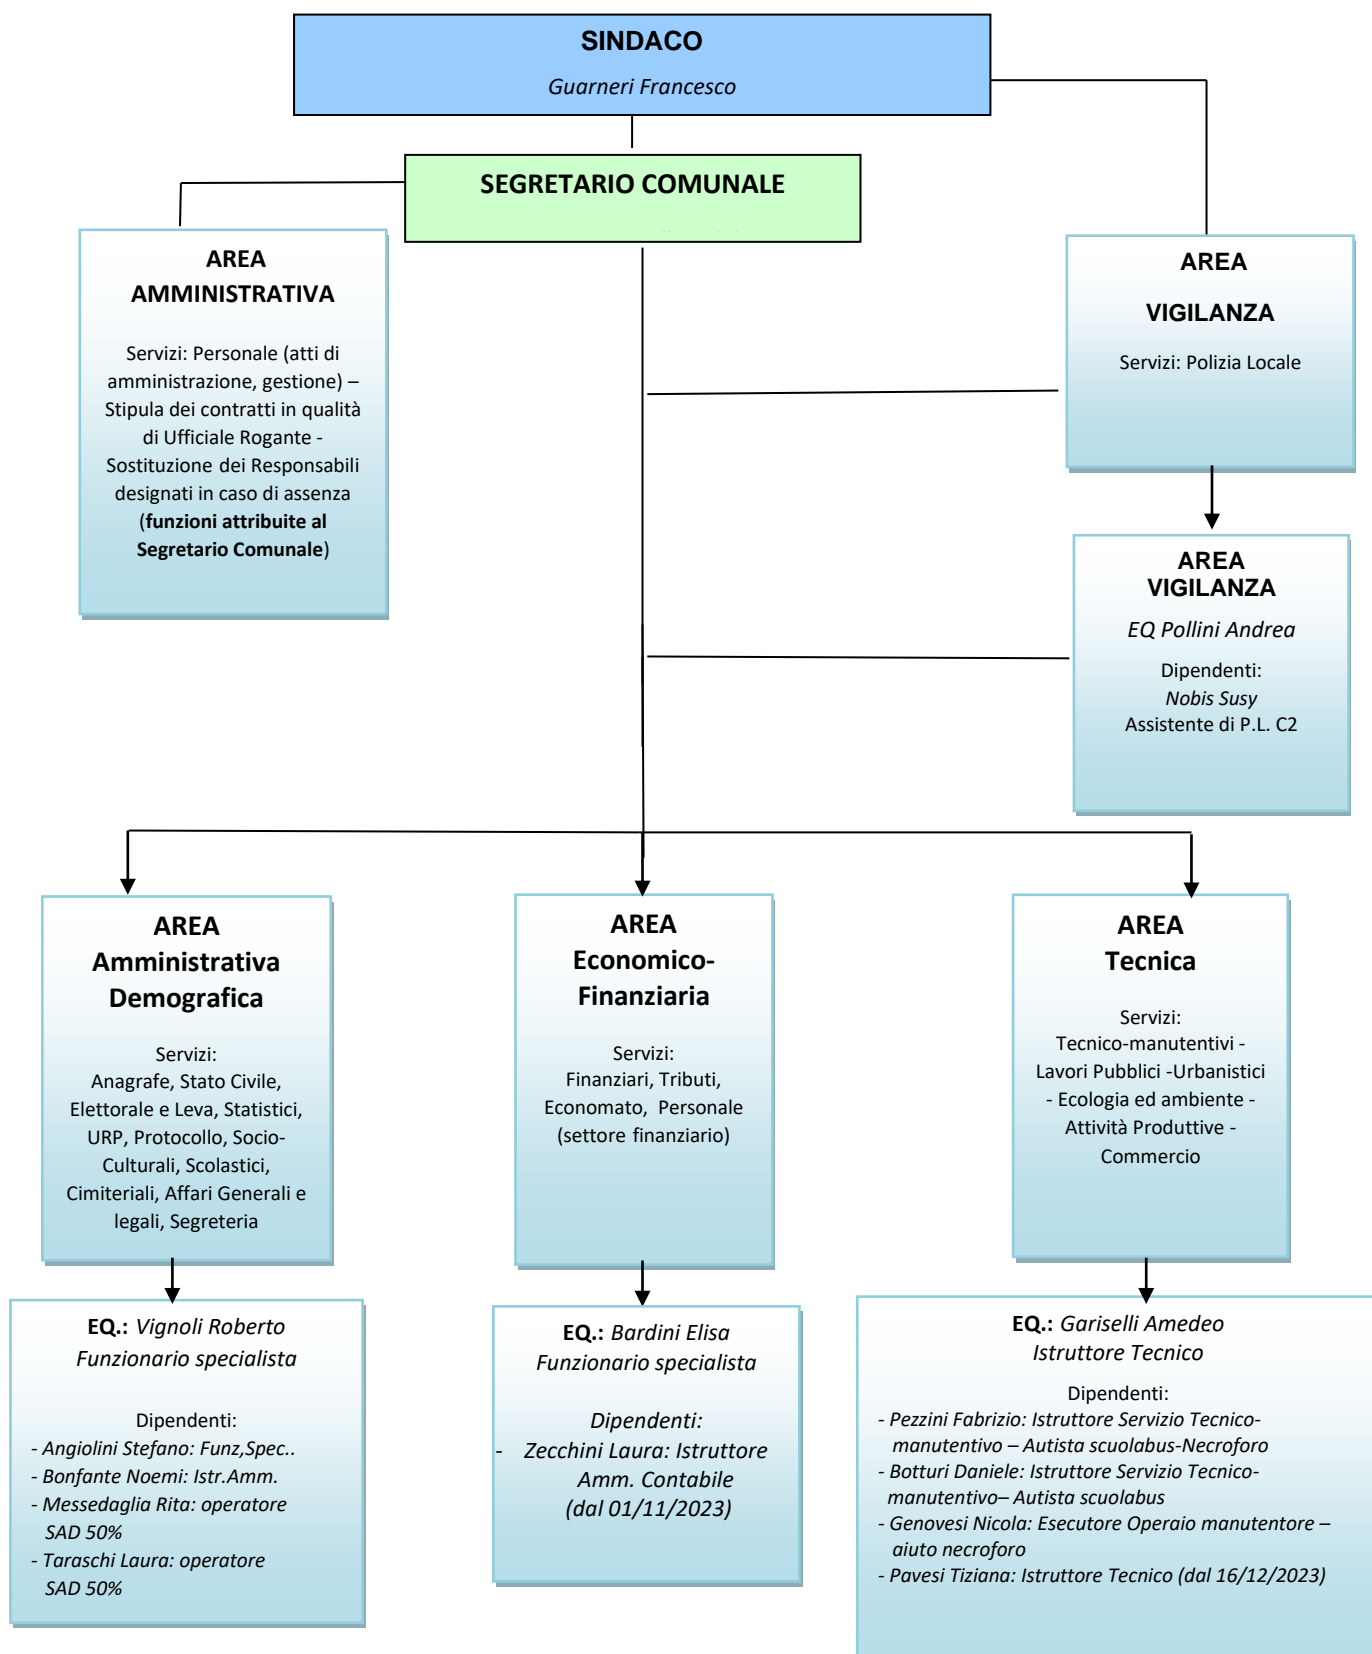 SINDACO
Guarneri Francesco
SEGRETARIO COMUNALE
AREA
AMMINISTRATIVA
Servizi: Personale (atti di
amministrazione, gestione) –
Stipula dei contratti in qualità
di Ufficiale Rogante -
Sostituzione dei Responsabili
designati in caso di assenza
(funzioni attribuite al
Segretario Comunale)
AREA
VIGILANZA
Servizi: Polizia Locale
AREA
VIGILANZA
EQ Pollini Andrea
Dipendenti:
Nobis Susy
Assistente di P.L. C2
AREA
Amministrativa
Demografica
Servizi:
Anagrafe, Stato Civile,
Elettorale e Leva, Statistici,
URP, Protocollo, Socio-
Culturali, Scolastici,
Cimiteriali, Affari Generali e
legali, Segreteria
AREA
Economico-
Finanziaria
Servizi:
Finanziari, Tributi,
Economato, Personale
(settore finanziario)
AREA
Tecnica
Servizi:
Tecnico-manutentivi -
Lavori Pubblici -Urbanistici
- Ecologia ed ambiente -
Attività Produttive -
Commercio
EQ.: Vignoli Roberto
Funzionario specialista
Dipendenti:
- Angiolini Stefano: Funz,Spec..
- Bonfante Noemi: Istr.Amm.
- Messedaglia Rita: operatore
SAD 50%
- Taraschi Laura: operatore
SAD 50%
EQ.: Bardini Elisa
Funzionario specialista
Dipendenti:
- Zecchini Laura: Istruttore
Amm. Contabile
(dal 01/11/2023)
EQ.: Gariselli Amedeo
Istruttore Tecnico
Dipendenti:
- Pezzini Fabrizio: Istruttore Servizio Tecnico-
manutentivo – Autista scuolabus-Necroforo
- Botturi Daniele: Istruttore Servizio Tecnico-
manutentivo– Autista scuolabus
- Genovesi Nicola: Esecutore Operaio manutentore –
aiuto necroforo
- Pavesi Tiziana: Istruttore Tecnico (dal 16/12/2023)